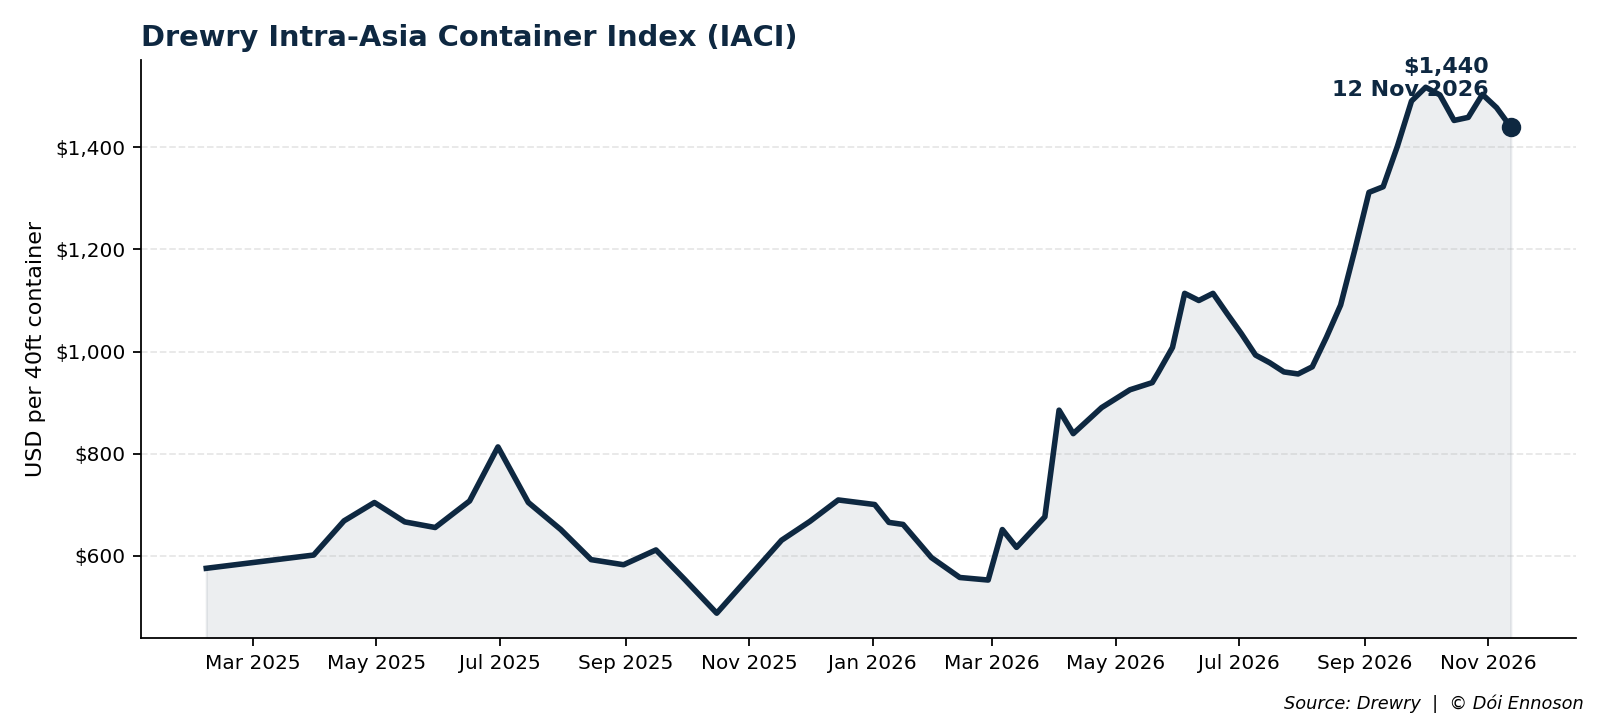 Drewry Intra-Asia Container Index (IACI)
$1,440
12 Nov 2026
USD per 40ft container
$1,400
$1,200
$1,000
$800
$600
Mar 2025 May 2025 Jul 2025 Sep 2025 Nov 2025 Jan 2026 Mar 2026 May 2026 Jul 2026 Sep 2026 Nov 2026
Source: Drewry | © Dói Ennoson